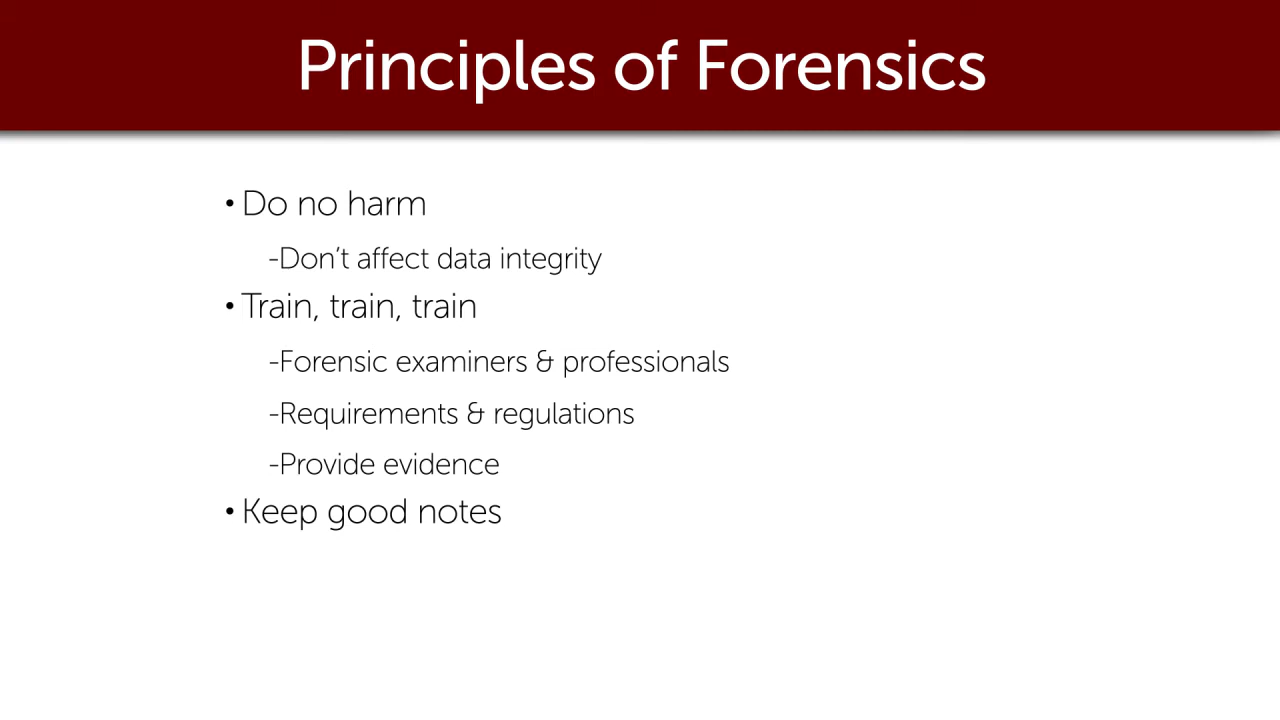 Principles of Forensics
• Do no harm
-Don't affect data integrity
• Train, train, train
-Forensic examiners & professionals
-Requirements & regulations
-Provide evidence
• Keep good notes